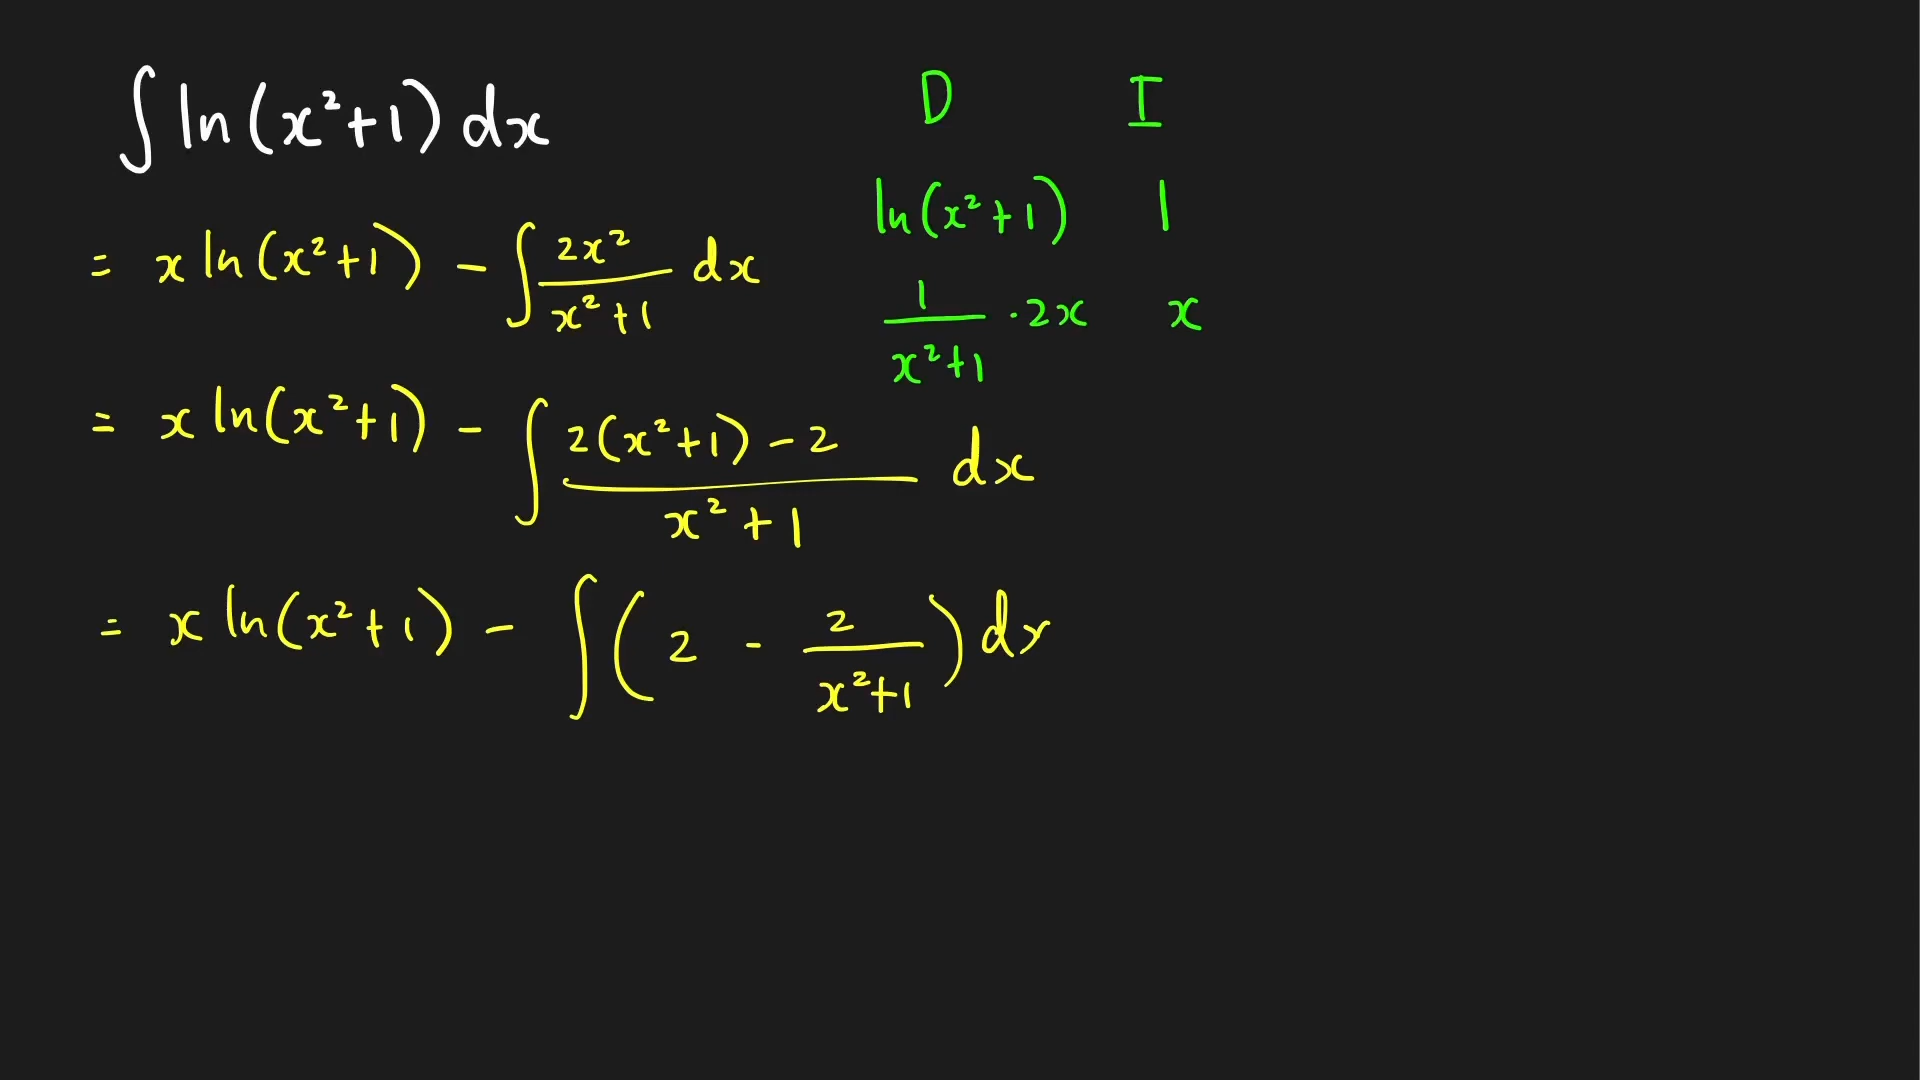 ∫ ln(x²+1) dx
= x ln(x²+1) - ∫ 2x²/(x²+1) dx
= x ln(x²+1) - ∫ (2(x²+1) - 2)/(x²+1) dx
= x ln(x²+1) - ∫ (2 - 2/(x²+1)) dx
D I
ln(x²+1) 1
1/(x²+1) · 2x x